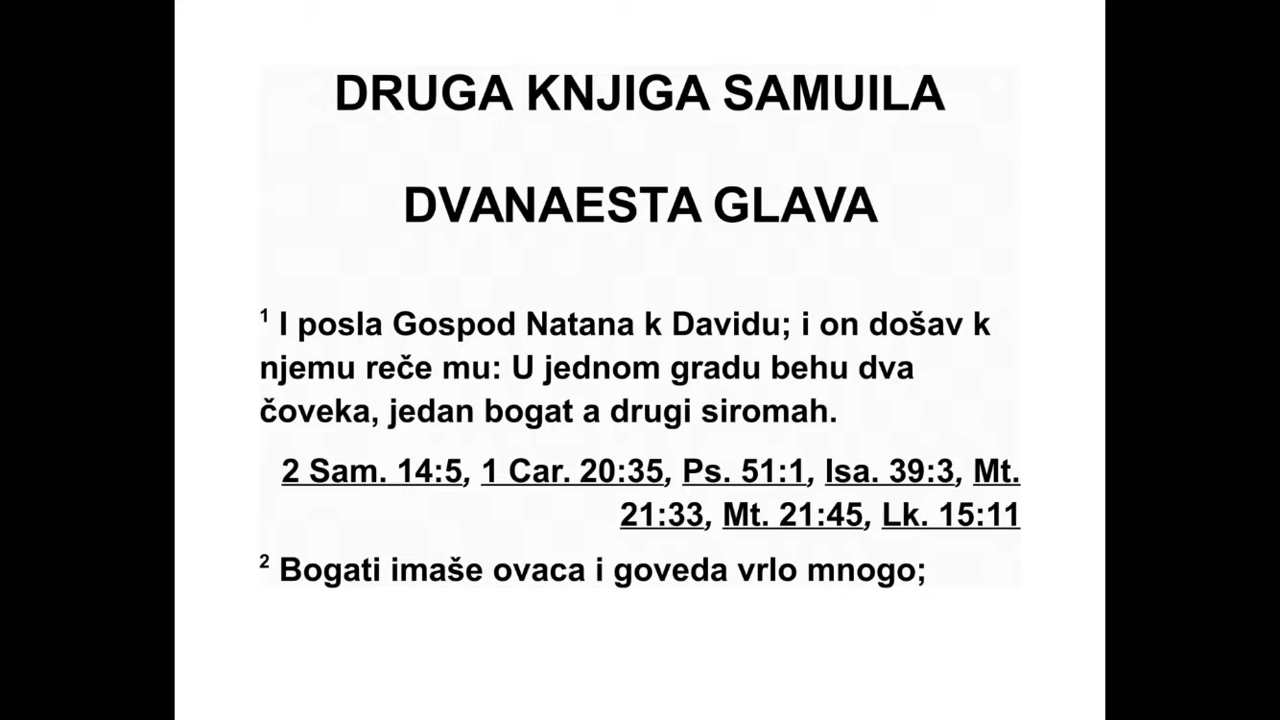 DRUGA KNJIGA SAMUILA
DVANAESTA GLAVA
¹ I posla Gospod Natana k Davidu; i on došav k
njemu reče mu: U jednom gradu behu dva
čoveka, jedan bogat a drugi siromah.
2 Sam. 14:5, 1 Car. 20:35, Ps. 51:1, Isa. 39:3, Mt.
21:33, Mt. 21:45, Lk. 15:11
² Bogati imaše ovaca i goveda vrlo mnogo;